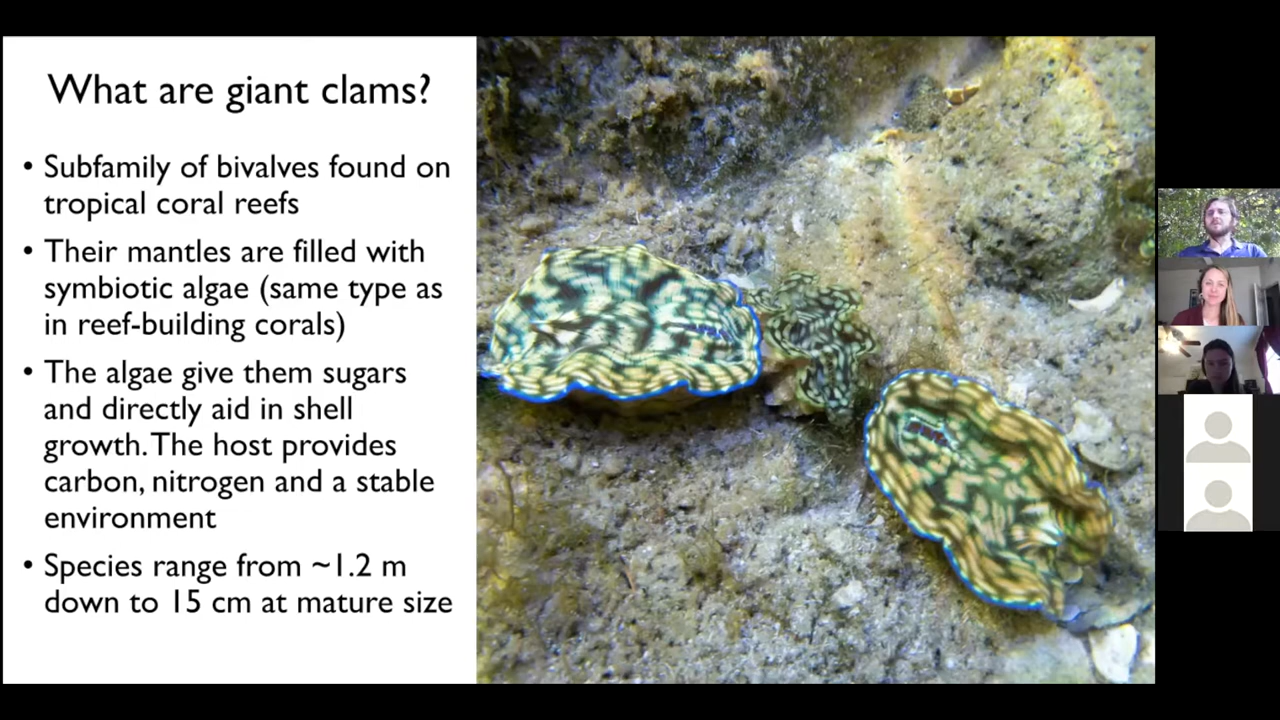 What are giant clams?
• Subfamily of bivalves found on
tropical coral reefs
• Their mantles are filled with
symbiotic algae (same type as
in reef-building corals)
• The algae give them sugars
and directly aid in shell
growth. The host provides
carbon, nitrogen and a stable
environment
• Species range from ~1.2 m
down to 15 cm at mature size